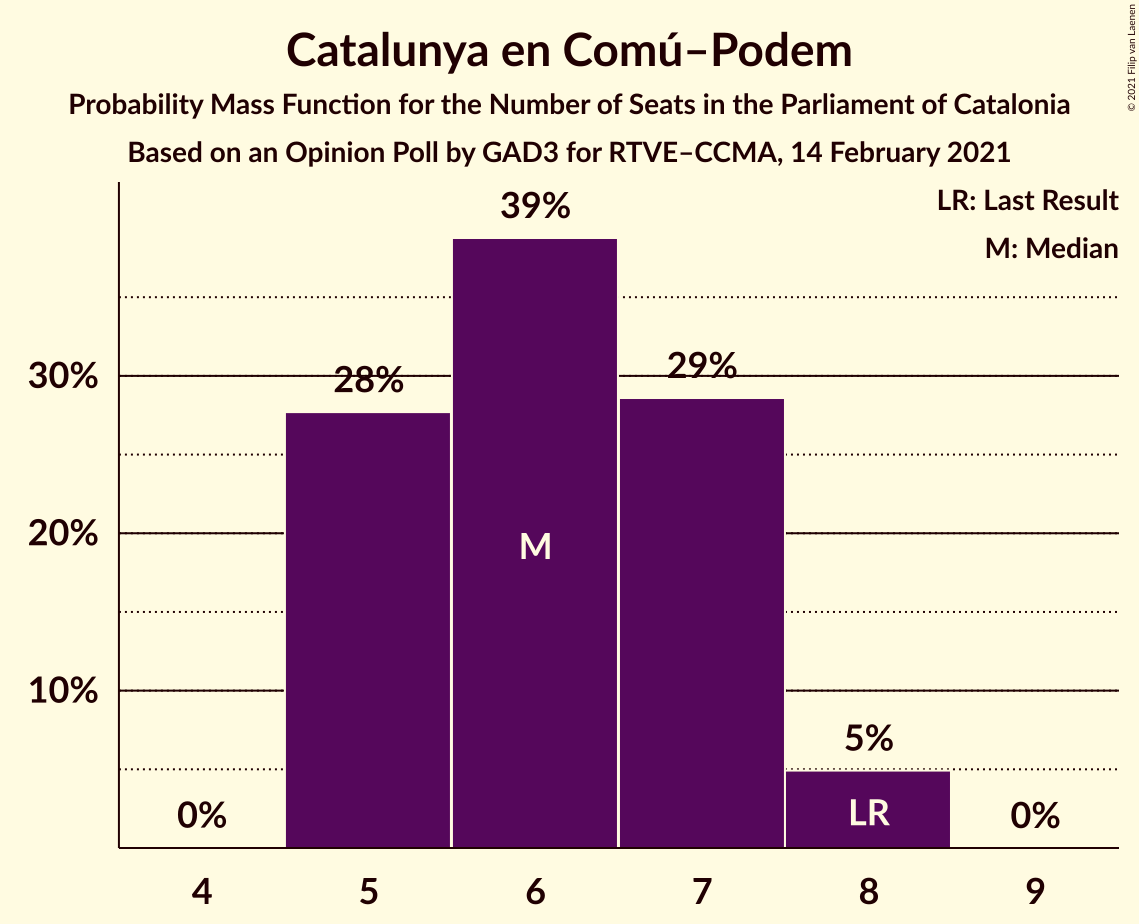 Catalunya en Comú–Podem
Probability Mass Function for the Number of Seats in the Parliament of Catalonia
Based on an Opinion Poll by GAD3 for RTVE–CCMA, 14 February 2021
© 2021 Filip van Laenen
LR: Last Result
M: Median
39%
30%
28%
29%
20%
M
10%
5%
0%
LR
0%
4 5 6 7 8 9